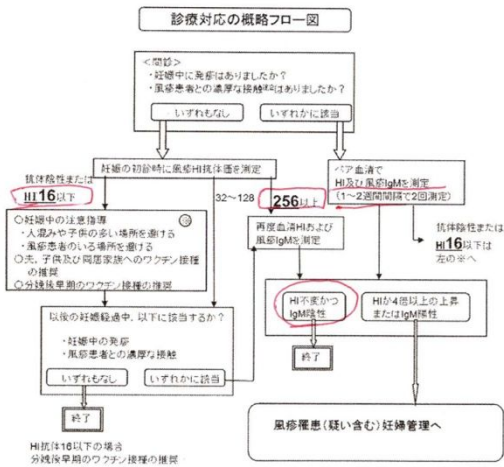 診療対応の概略フロー図
<問診>
・妊娠中に発疹はありましたか？
・風疹患者との濃厚な接触はありましたか？
いずれもなし
いずれかに該当
妊娠の初診時に風疹HI抗体価を測定
ペア血清で
HI及び風疹IgMを測定
(1～2週間間隔で2回測定)
抗体陰性または
HI16以下
32～128
256以上
○妊娠中の注意指導
・人混みや子供の多い場所を避ける
・風疹患者のいる場所を避ける
○夫、子供及び同居家族へのワクチン接種
の推奨
○分娩後早期のワクチン接種の推奨
再度血清HIおよび
風疹IgMを測定
抗体陰性または
HI16以下は
左の※へ
HI不変かつ
IgM陰性
HIが4倍以上の上昇
またはIgM陽性
終了
以後の妊娠経過中、以下に該当するか？
・妊娠中の発疹
・風疹患者との濃厚な接触
いずれもなし
いずれかに該当
終了
風疹罹患(疑い含む)妊婦管理へ
HI抗体16以下の場合
分娩後早期のワクチン接種の推奨